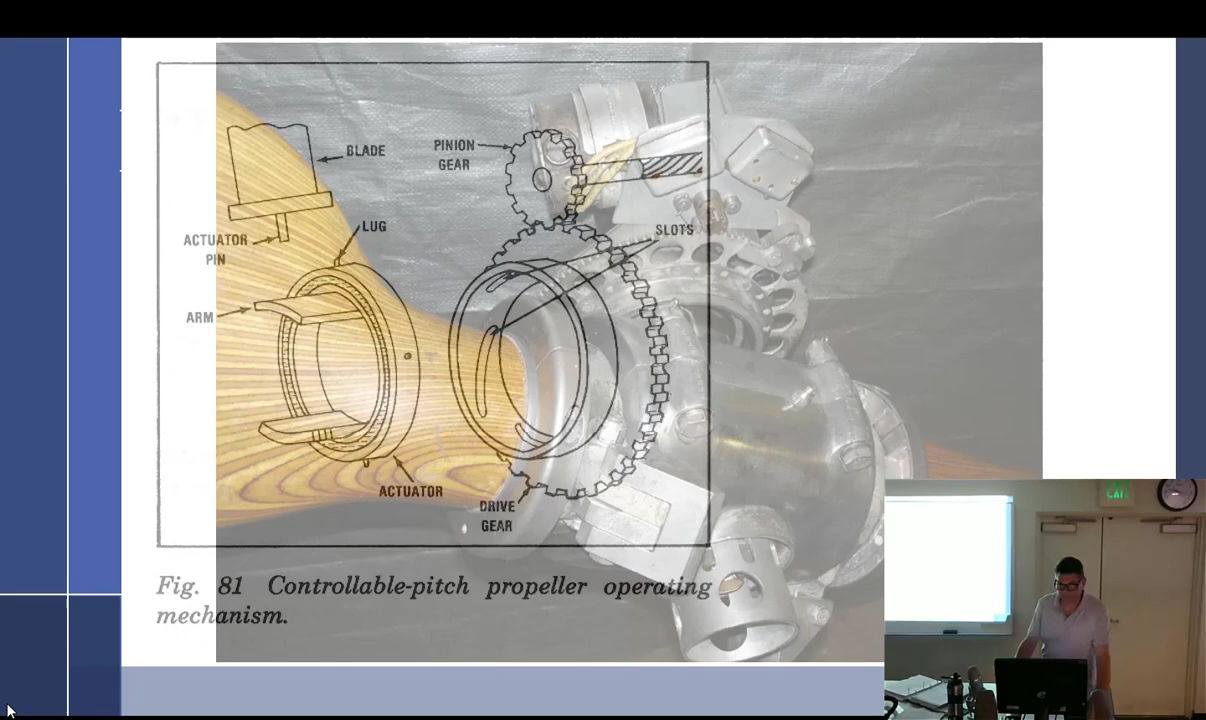 BLADE
PINION
GEAR
LUG
SLOTS
ACTUATOR
PIN
ARM
ACTUATOR
DRIVE
GEAR
Fig. 81 Controllable-pitch propeller operating
mechanism.
EXIT